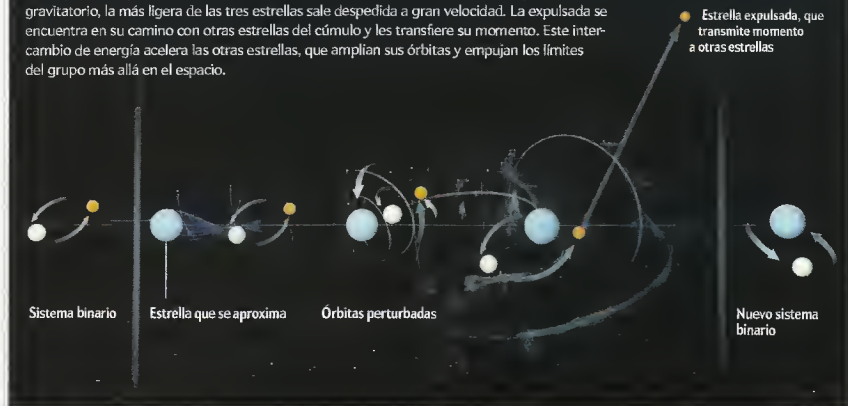 gravitatorio, la más ligera de las tres estrellas sale despedida a gran velocidad. La expulsada se
encuentra en su camino con otras estrellas del cúmulo y les transfiere su momento. Este inter-
cambio de energía acelera las otras estrellas, que amplian sus órbitas y empujan los límites
del grupo más allá en el espacio.
Estrella expulsada, que
transmite momento
a otras estrellas
Sistema binario
Estrella que se aproxima
Órbitas perturbadas
Nuevo sistema
binario